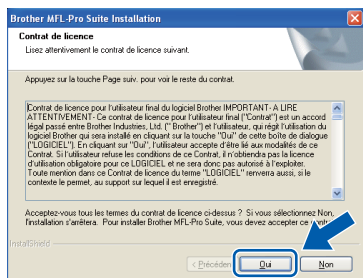 Brother MFL-Pro Suite Installation
Contrat de licence
Lisez attentivement le contrat de licence suivant.
Appuyez sur la touche Page suiv. pour voir le reste du contrat.
Contrat de licence pour l'utilisateur final du logiciel Brother IMPORTANT- A LIRE
ATTENTIVEMENT- Ce contrat de licence pour l'utilisateur final ("Contrat") est un accord
légal passé entre Brother Industries, Ltd. ("Brother") et l'utilisateur, qui régit l'utilisation du
logiciel Brother qui sera installé en cliquant sur la touche "Oui" de cette boîte de dialogue
("LOGICIEL"). En cliquant sur "Oui", l'utilisateur accepte d'être lié aux modalités de ce
Contrat. Si l'utilisateur refuse les conditions de ce Contrat, il n'obtiendra pas la licence
d'utilisation obligatoire pour ce LOGICIEL et ne sera donc pas autorisé à l'exploiter.
Toute mention dans ce Contrat de licence du terme "LOGICIEL" renverra aussi, si le
contexte le permet, au support sur lequel il est enregistré.
Acceptez-vous tous les termes du contrat de licence ci-dessus ? Si vous sélectionnez Non,
l'installation s'arrêtera. Pour installer Brother MFL-Pro Suite, vous devez accepter ce
InstallShield
< Précéden
Oui
Non